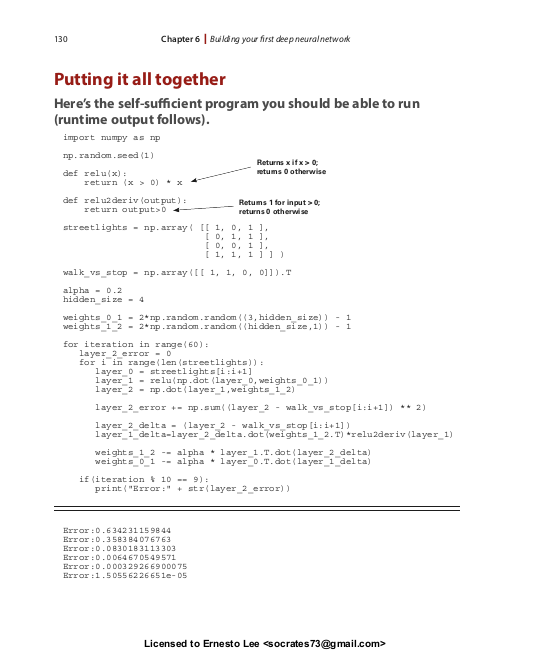 130
Chapter 6 | Building your first deep neural network
Putting it all together
Here's the self-sufficient program you should be able to run
(runtime output follows).
import numpy as np
np.random.seed(1)
def relu(x):
    return (x > 0) * x
Returns x if x > 0;
returns 0 otherwise
def relu2deriv(output):
    return output>0
Returns 1 for input > 0;
returns 0 otherwise
streetlights = np.array( [[ 1, 0, 1 ],
                          [ 0, 1, 1 ],
                          [ 0, 0, 1 ],
                          [ 1, 1, 1 ] ] )
walk_vs_stop = np.array([[ 1, 1, 0, 0]]).T
alpha = 0.2
hidden_size = 4
weights_0_1 = 2*np.random.random((3,hidden_size)) - 1
weights_1_2 = 2*np.random.random((hidden_size,1)) - 1
for iteration in range(60):
   layer_2_error = 0
   for i in range(len(streetlights)):
      layer_0 = streetlights[i:i+1]
      layer_1 = relu(np.dot(layer_0,weights_0_1))
      layer_2 = np.dot(layer_1,weights_1_2)
      layer_2_error += np.sum((layer_2 - walk_vs_stop[i:i+1]) ** 2)
      layer_2_delta = (layer_2 - walk_vs_stop[i:i+1])
      layer_1_delta=layer_2_delta.dot(weights_1_2.T)*relu2deriv(layer_1)
      weights_1_2 -= alpha * layer_1.T.dot(layer_2_delta)
      weights_0_1 -= alpha * layer_0.T.dot(layer_1_delta)
   if(iteration % 10 == 9):
      print("Error:" + str(layer_2_error))
Error:0.634231159844
Error:0.358384076763
Error:0.0830183113303
Error:0.0064670549571
Error:0.000329266900075
Error:1.50556226651e-05
Licensed to Ernesto Lee <socrates73@gmail.com>